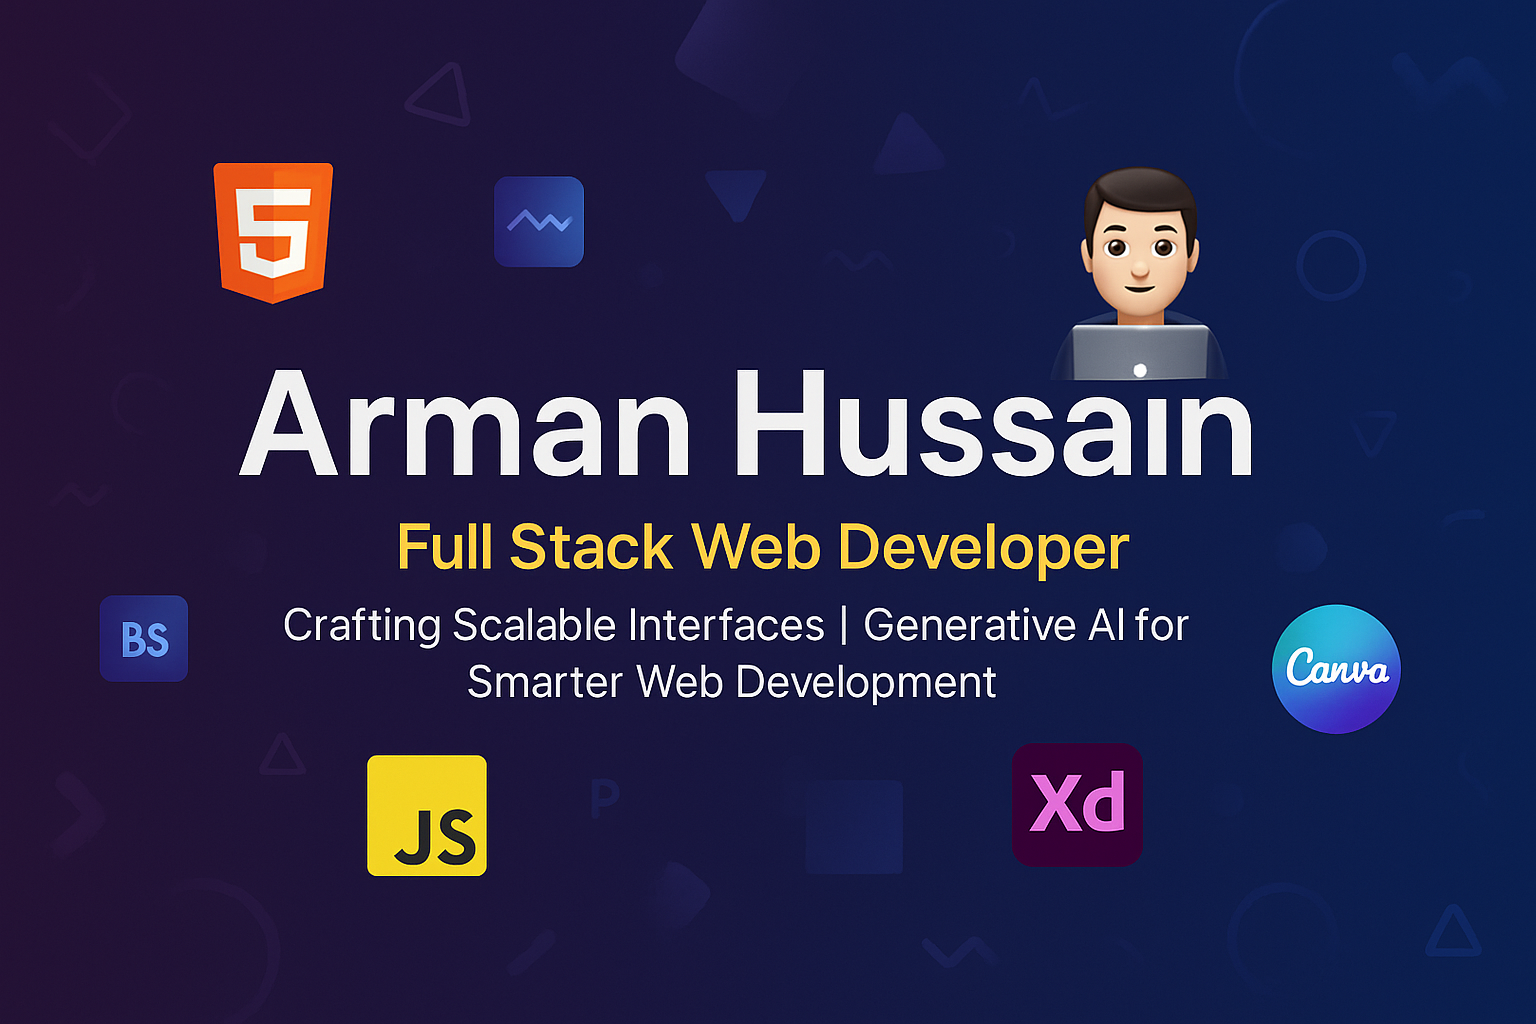 5
Arman Hussain
Full Stack Web Developer
Crafting Scalable Interfaces | Generative AI for
Smarter Web Development
BS
Canva
JS
P
Xd